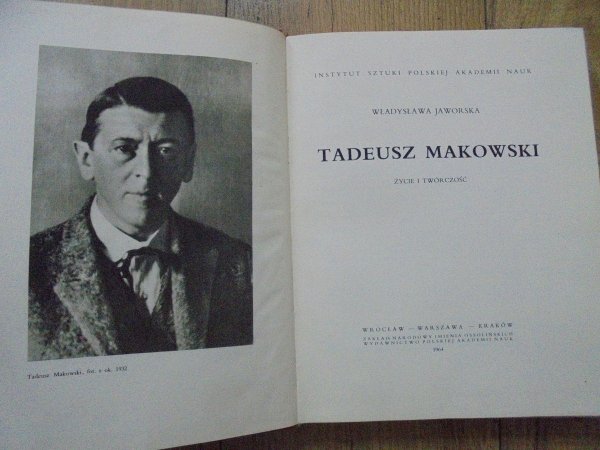 Tadeusz Makowski, fot. z ok. 1932.
INSTYTUT SZTUKI POLSKIEJ AKADEMII NAUK
WŁADYSŁAWA JAWORSKA
TADEUSZ MAKOWSKI
ŻYCIE I TWÓRCZOŚĆ
WROCŁAW — WARSZAWA — KRAKÓW
ZAKŁAD NARODOWY IMIENIA OSSOLIŃSKICH
WYDAWNICTWO POLSKIEJ AKADEMII NAUK
1964